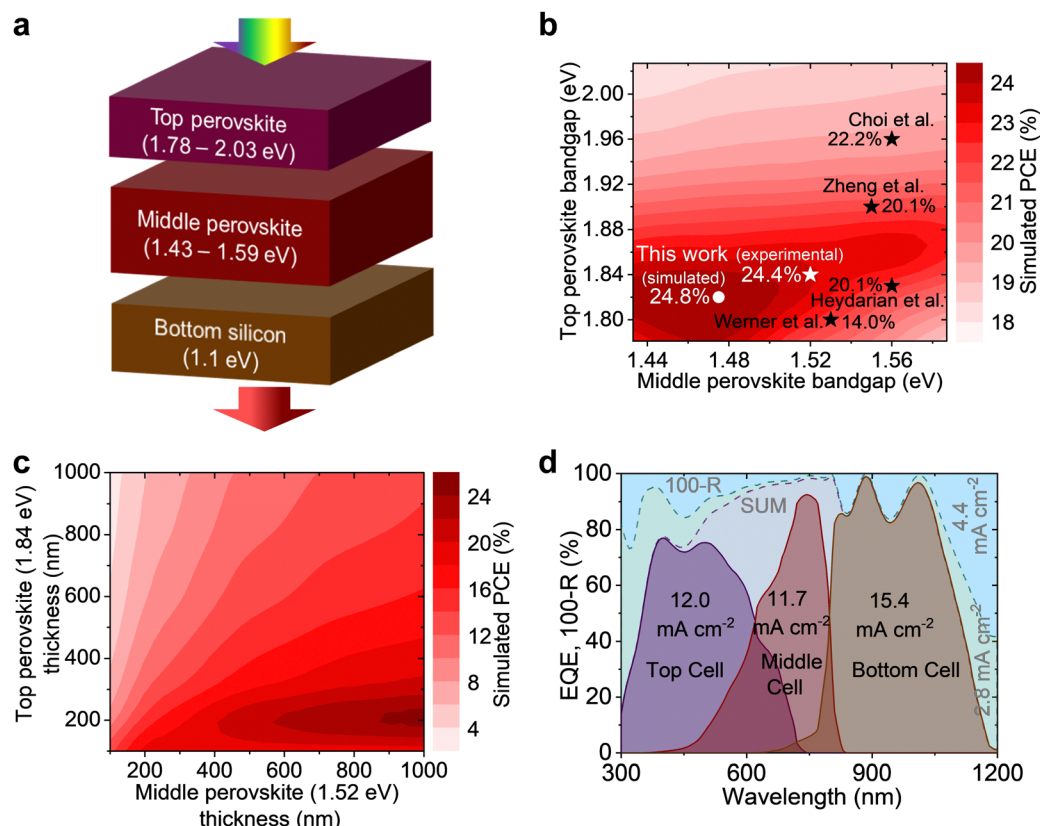 a
Top perovskite
(1.78 – 2.03 eV)
Middle perovskite
(1.43 – 1.59 eV)
Bottom silicon
(1.1 eV)
b
Top perovskite bandgap (eV)
2.00
1.96
1.92
1.88
1.84
1.80
Choi et al.
22.2%
Zheng et al.
20.1%
This work (experimental)
(simulated) 24.4%
24.8%
20.1%
Heydarian et al.
Werner et al. 14.0%
1.44 1.48 1.52 1.56
Middle perovskite bandgap (eV)
24
23
22
21
20
19
18
Simulated PCE (%)
c
Top perovskite (1.84 eV)
thickness (nm)
1000
800
600
400
200
200 400 600 800 1000
Middle perovskite (1.52 eV)
thickness (nm)
24
20
16
12
8
4
Simulated PCE (%)
d
EQE, 100-R (%)
100
80
60
40
20
0
100-R
SUM
12.0
mA cm⁻²
Top Cell
11.7
mA cm⁻²
Middle
Cell
15.4
mA cm⁻²
Bottom Cell
4.4
mA cm⁻²
2.8 mA cm⁻²
300 600 900 1200
Wavelength (nm)